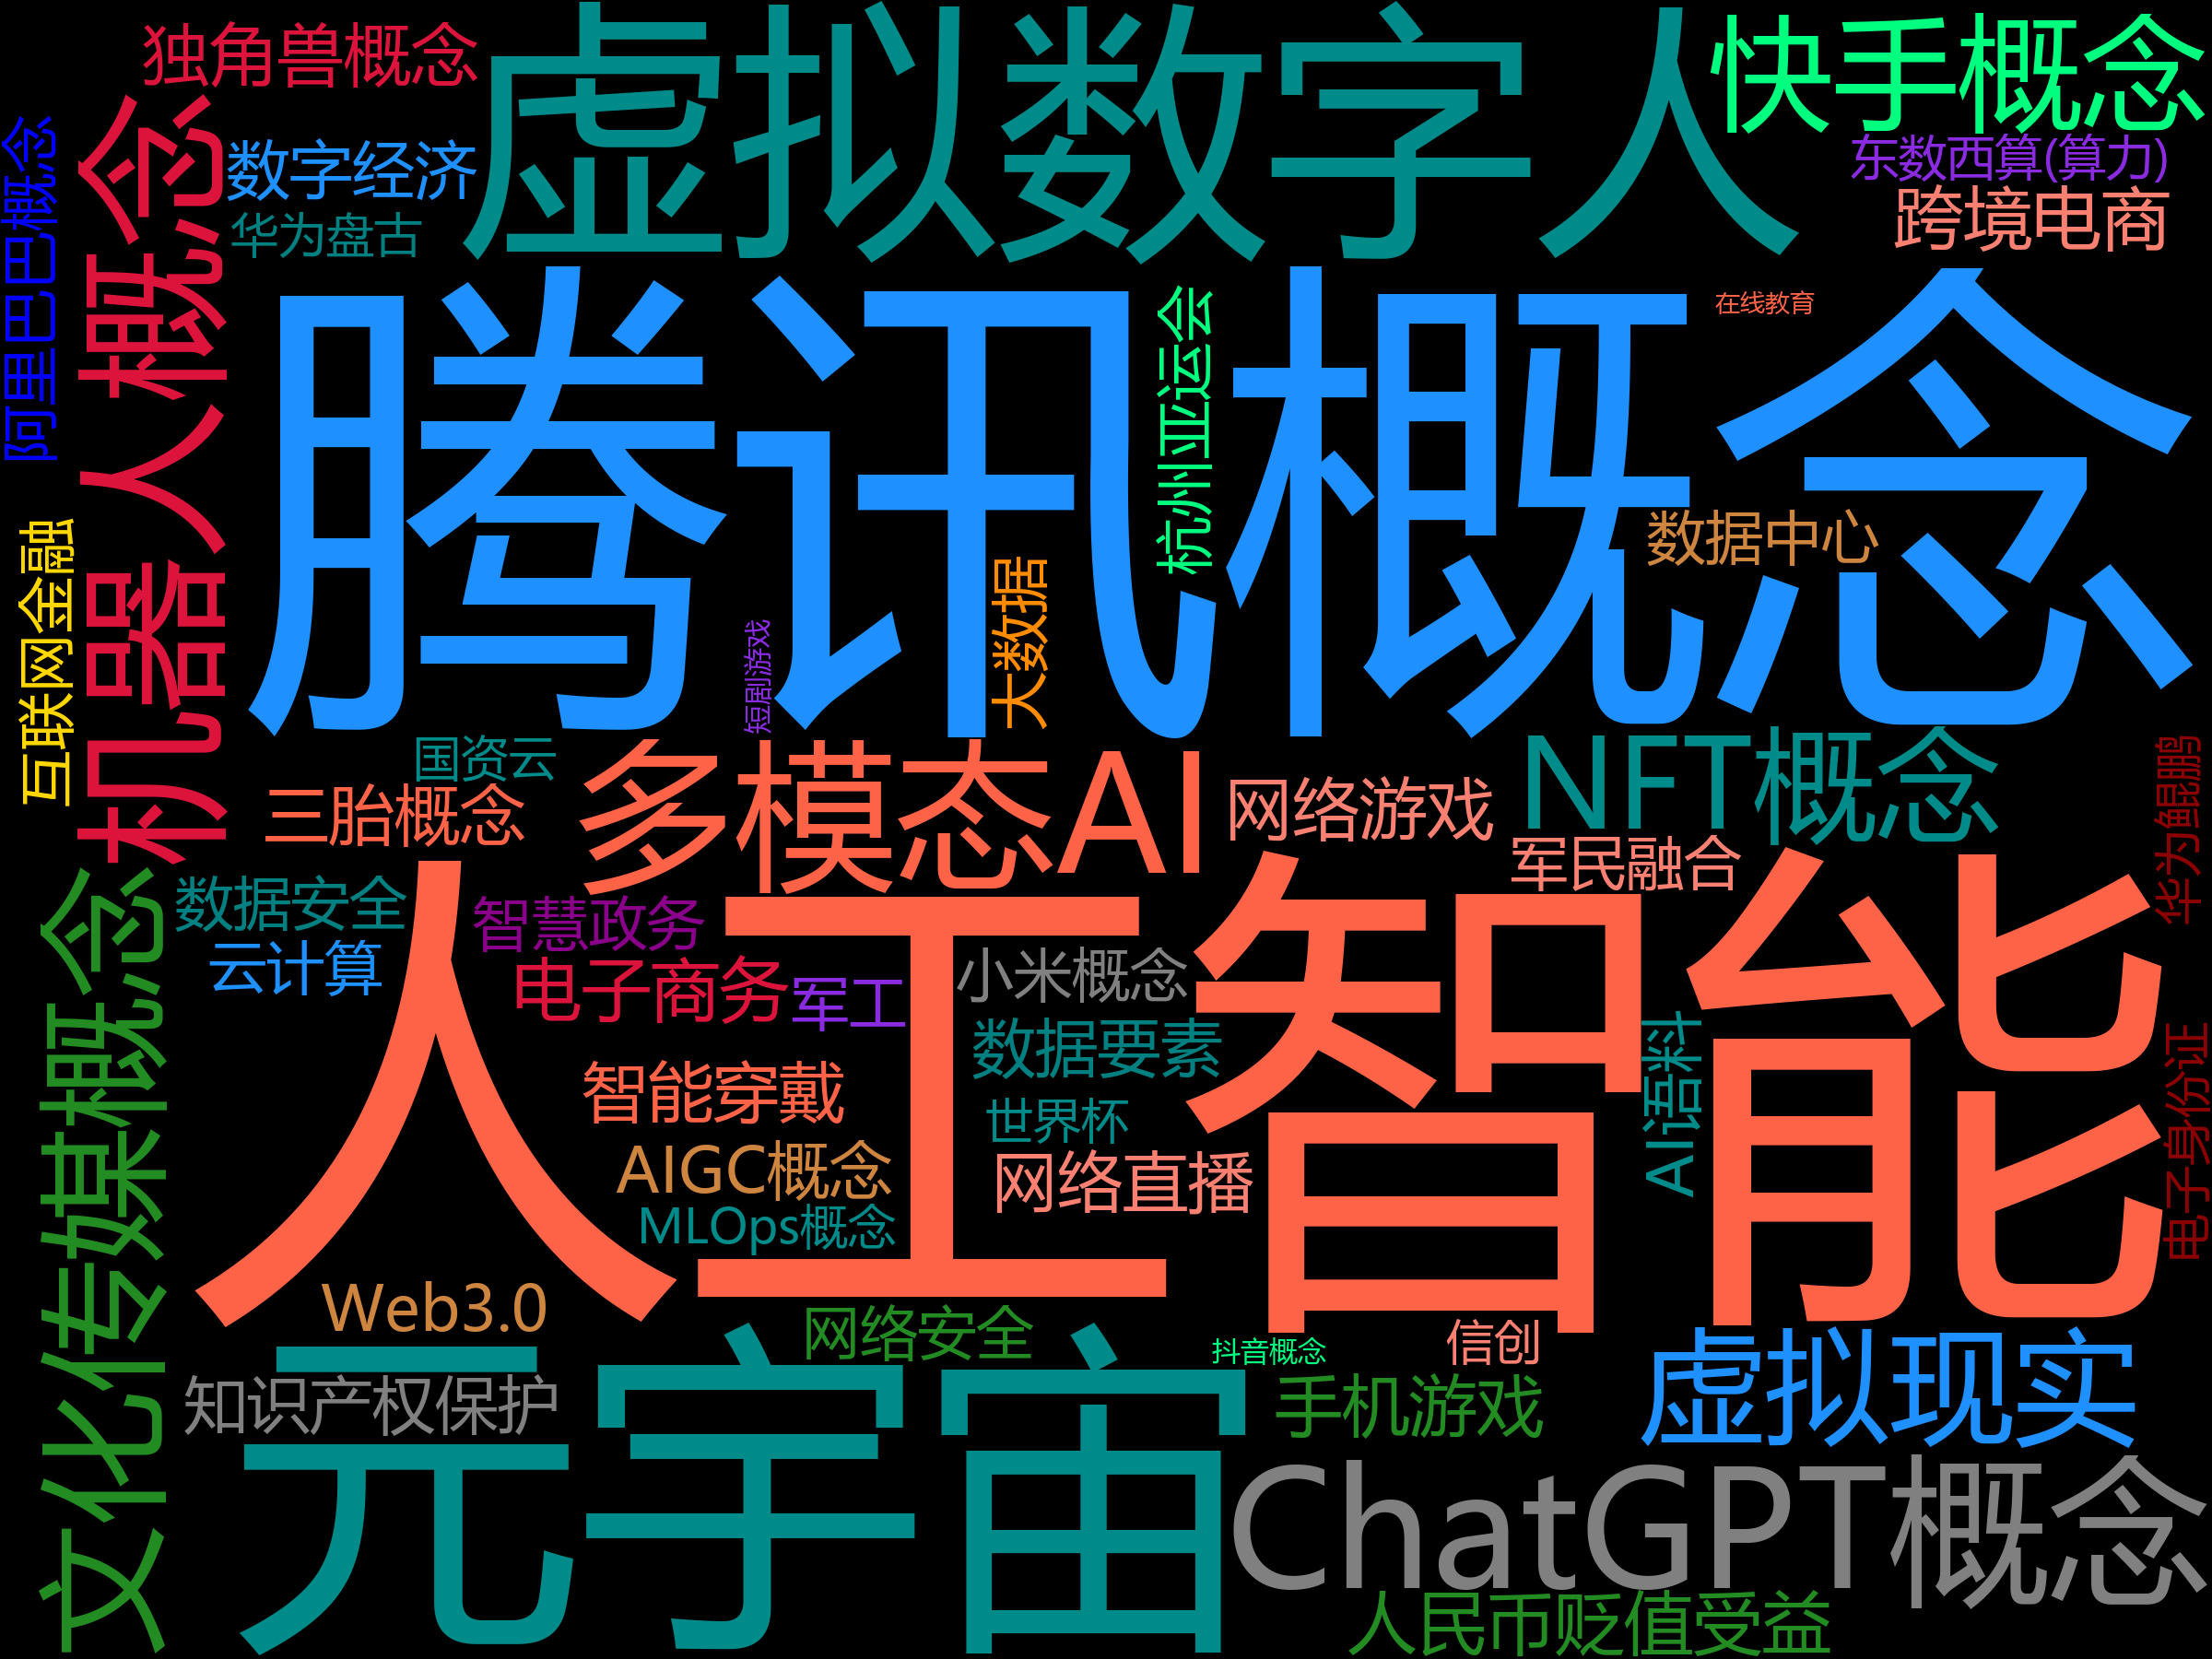 独角兽概念
虚拟数字人
快手概念
阿里巴巴概念
数字经济
东数西算(算力)
华为盘古
跨境电商
机器人概念
腾讯概念
杭州亚运会
在线教育
互联网金融
大数据
数据中心
短剧游戏
国资云
三胎概念
多模态AI
网络游戏
NFT概念
华为鲲鹏
军民融合
文化传媒概念
数据安全
智慧政务
人工智能
云计算
电子商务
军工
小米概念
数据要素
AI语料
电子身份证
智能穿戴
世界杯
AIGC概念
网络直播
MLOps概念
Web3.0
网络安全
抖音概念
信创
虚拟现实
知识产权保护
元宇宙
手机游戏
ChatGPT概念
人民币贬值受益